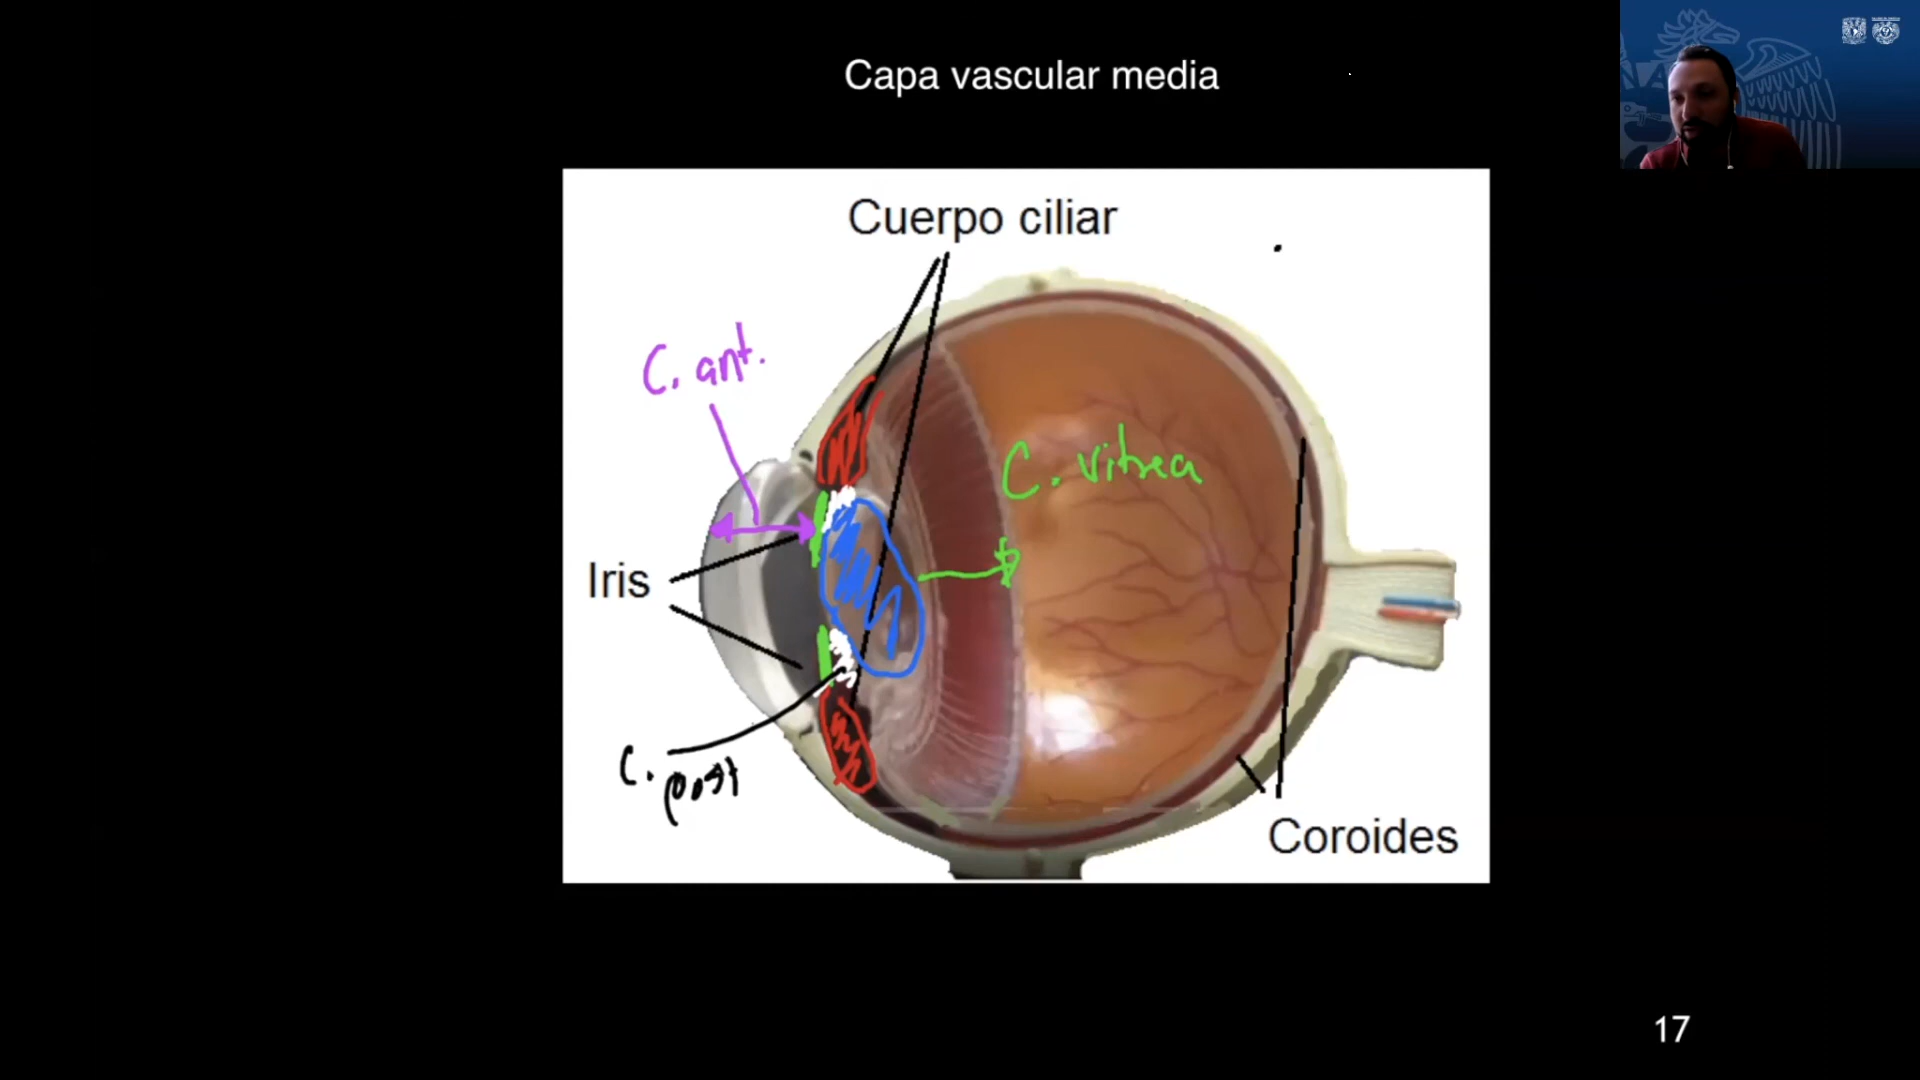 Capa vascular media
Cuerpo ciliar
C. ant.
C. vitrea
Iris
C. post
Coroides
17